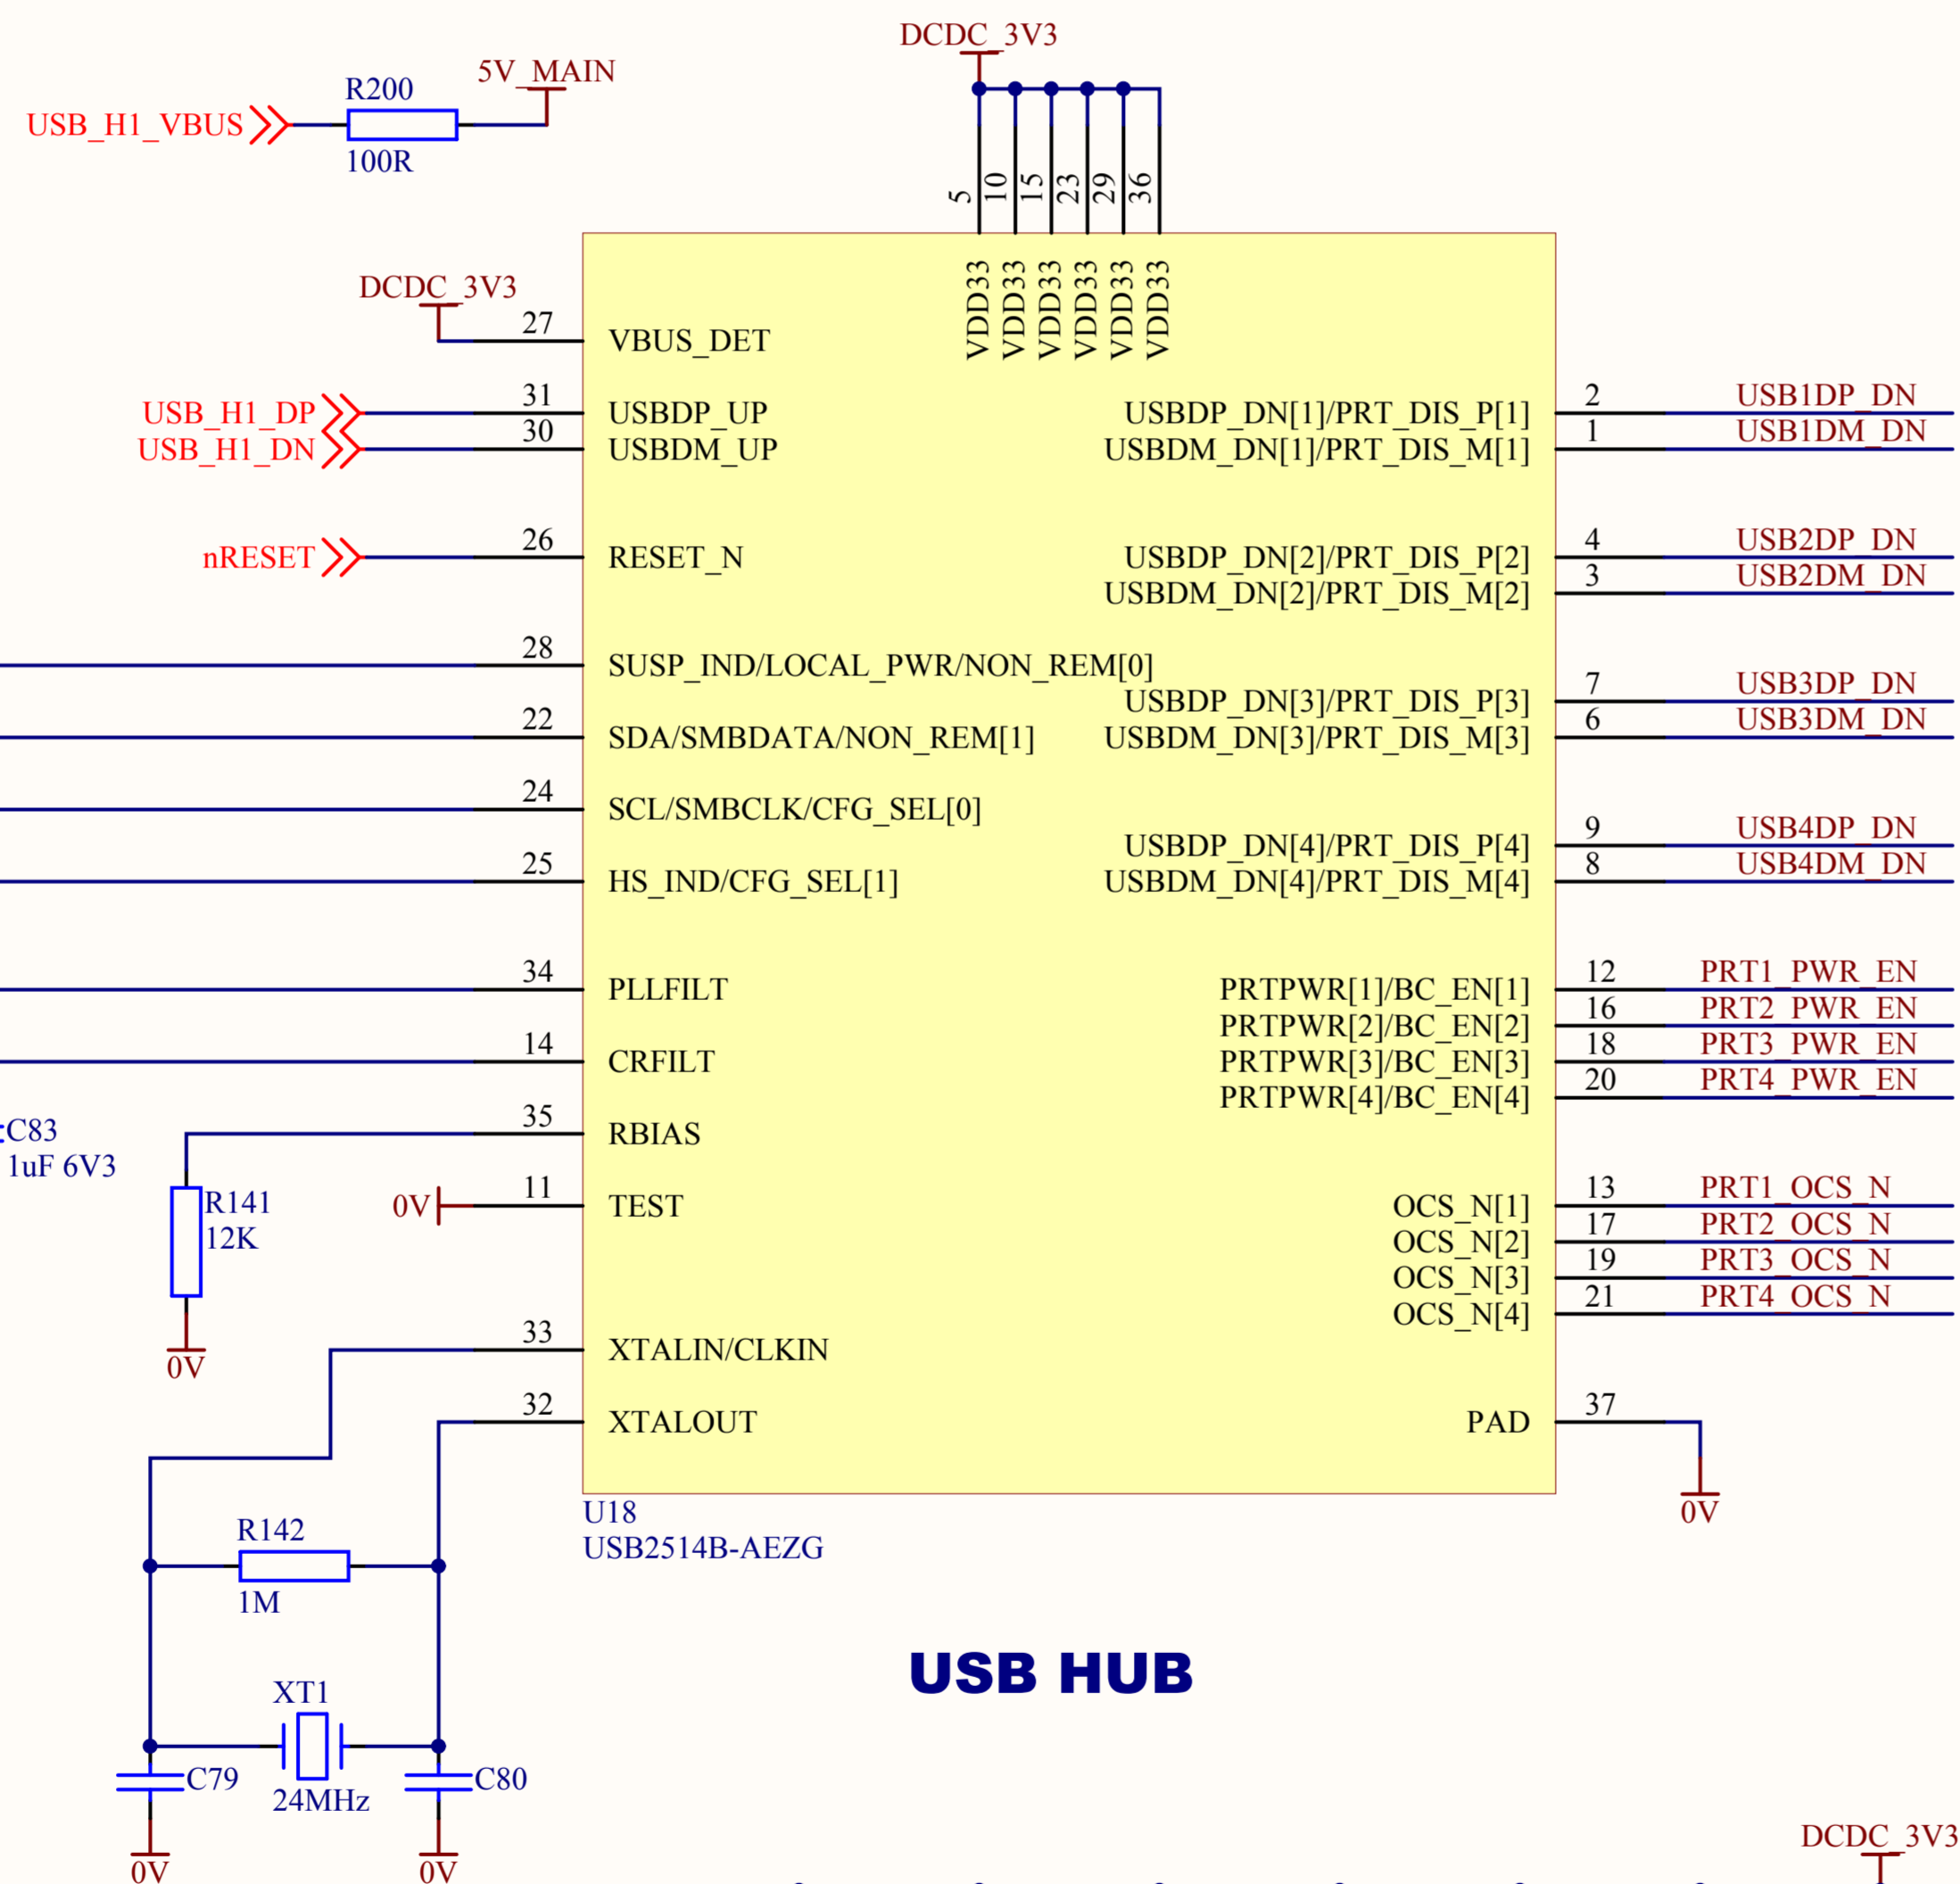 DCDC_3V3
5V_MAIN
R200
USB_H1_VBUS
100R
5
10
15
23
29
36
VDD33
VDD33
VDD33
VDD33
VDD33
VDD33
DCDC_3V3
27 VBUS_DET
USB_H1_DP 31 USBDP_UP
USB_H1_DN 30 USBDM_UP
nRESET 26 RESET_N
28 SUSP_IND/LOCAL_PWR/NON_REM[0]
22 SDA/SMBDATA/NON_REM[1]
24 SCL/SMBCLK/CFG_SEL[0]
25 HS_IND/CFG_SEL[1]
34 PLLFILT
14 CRFILT
35 RBIAS
0V 11 TEST
33 XTALIN/CLKIN
32 XTALOUT
USBDP_DN[1]/PRT_DIS_P[1] 2 USB1DP_DN
USBDM_DN[1]/PRT_DIS_M[1] 1 USB1DM_DN
USBDP_DN[2]/PRT_DIS_P[2] 4 USB2DP_DN
USBDM_DN[2]/PRT_DIS_M[2] 3 USB2DM_DN
USBDP_DN[3]/PRT_DIS_P[3] 7 USB3DP_DN
USBDM_DN[3]/PRT_DIS_M[3] 6 USB3DM_DN
USBDP_DN[4]/PRT_DIS_P[4] 9 USB4DP_DN
USBDM_DN[4]/PRT_DIS_M[4] 8 USB4DM_DN
PRTPWR[1]/BC_EN[1] 12 PRT1_PWR_EN
PRTPWR[2]/BC_EN[2] 16 PRT2_PWR_EN
PRTPWR[3]/BC_EN[3] 18 PRT3_PWR_EN
PRTPWR[4]/BC_EN[4] 20 PRT4_PWR_EN
OCS_N[1] 13 PRT1_OCS_N
OCS_N[2] 17 PRT2_OCS_N
OCS_N[3] 19 PRT3_OCS_N
OCS_N[4] 21 PRT4_OCS_N
PAD 37
0V
C83
1uF 6V3
R141
12K
0V
U18
USB2514B-AEZG
R142
1M
XT1
24MHz
C79
C80
0V
0V
USB HUB
DCDC_3V3